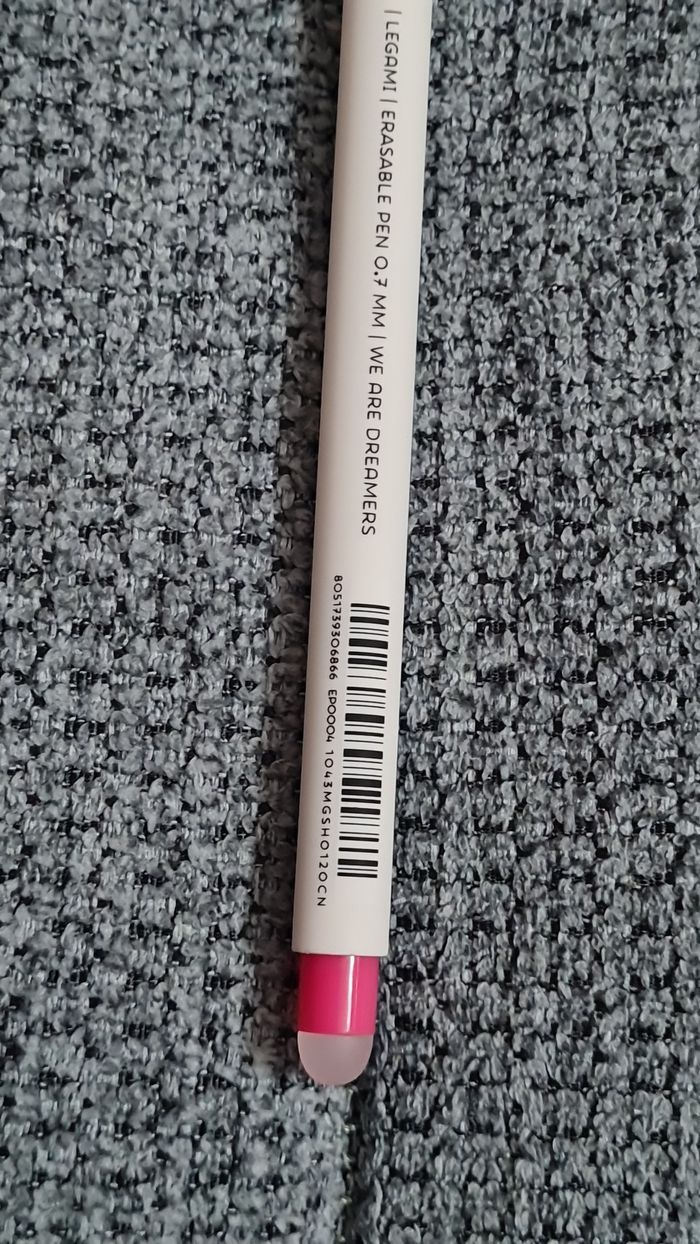 | LEGAMI | ERASABLE PEN 0.7 MM | WE ARE DREAMERS
8051739306866 EP0004 1043MGSH0120CN